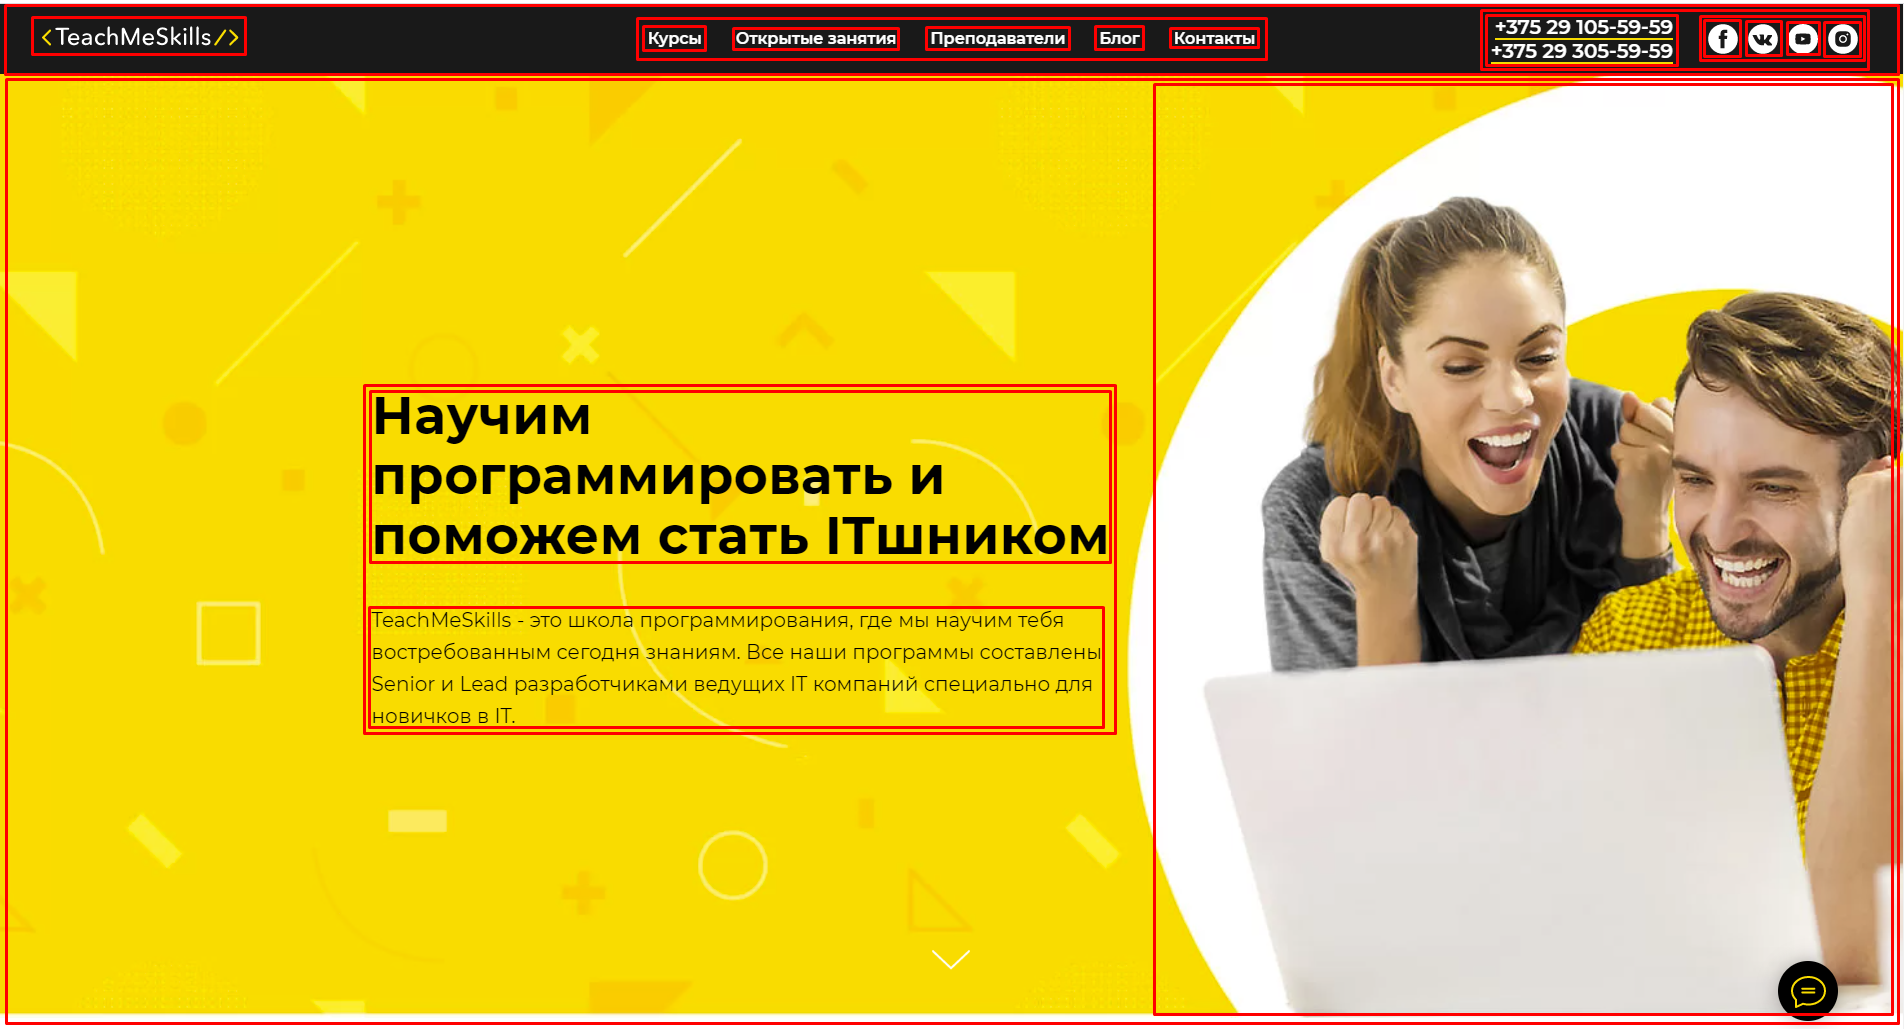 <TeachMeSkills/>
Курсы
Открытые занятия
Преподаватели
Блог
Контакты
+375 29 105-59-59
+375 29 305-59-59
Научим
программировать и
поможем стать ITшником
TeachMeSkills - это школа программирования, где мы научим тебя
востребованным сегодня знаниям. Все наши программы составлены
Senior и Lead разработчиками ведущих IT компаний специально для
новичков в IT.